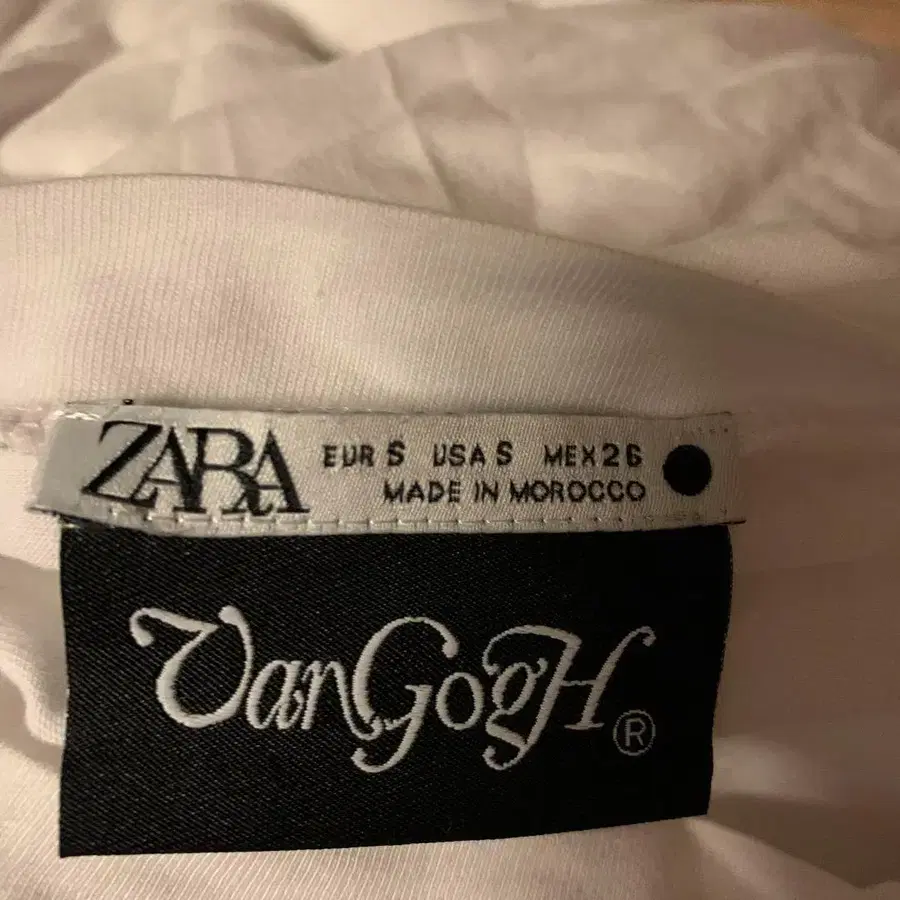 ZARA EUR S USA S MEX 26
MADE IN MOROCCO
VanGogH ®